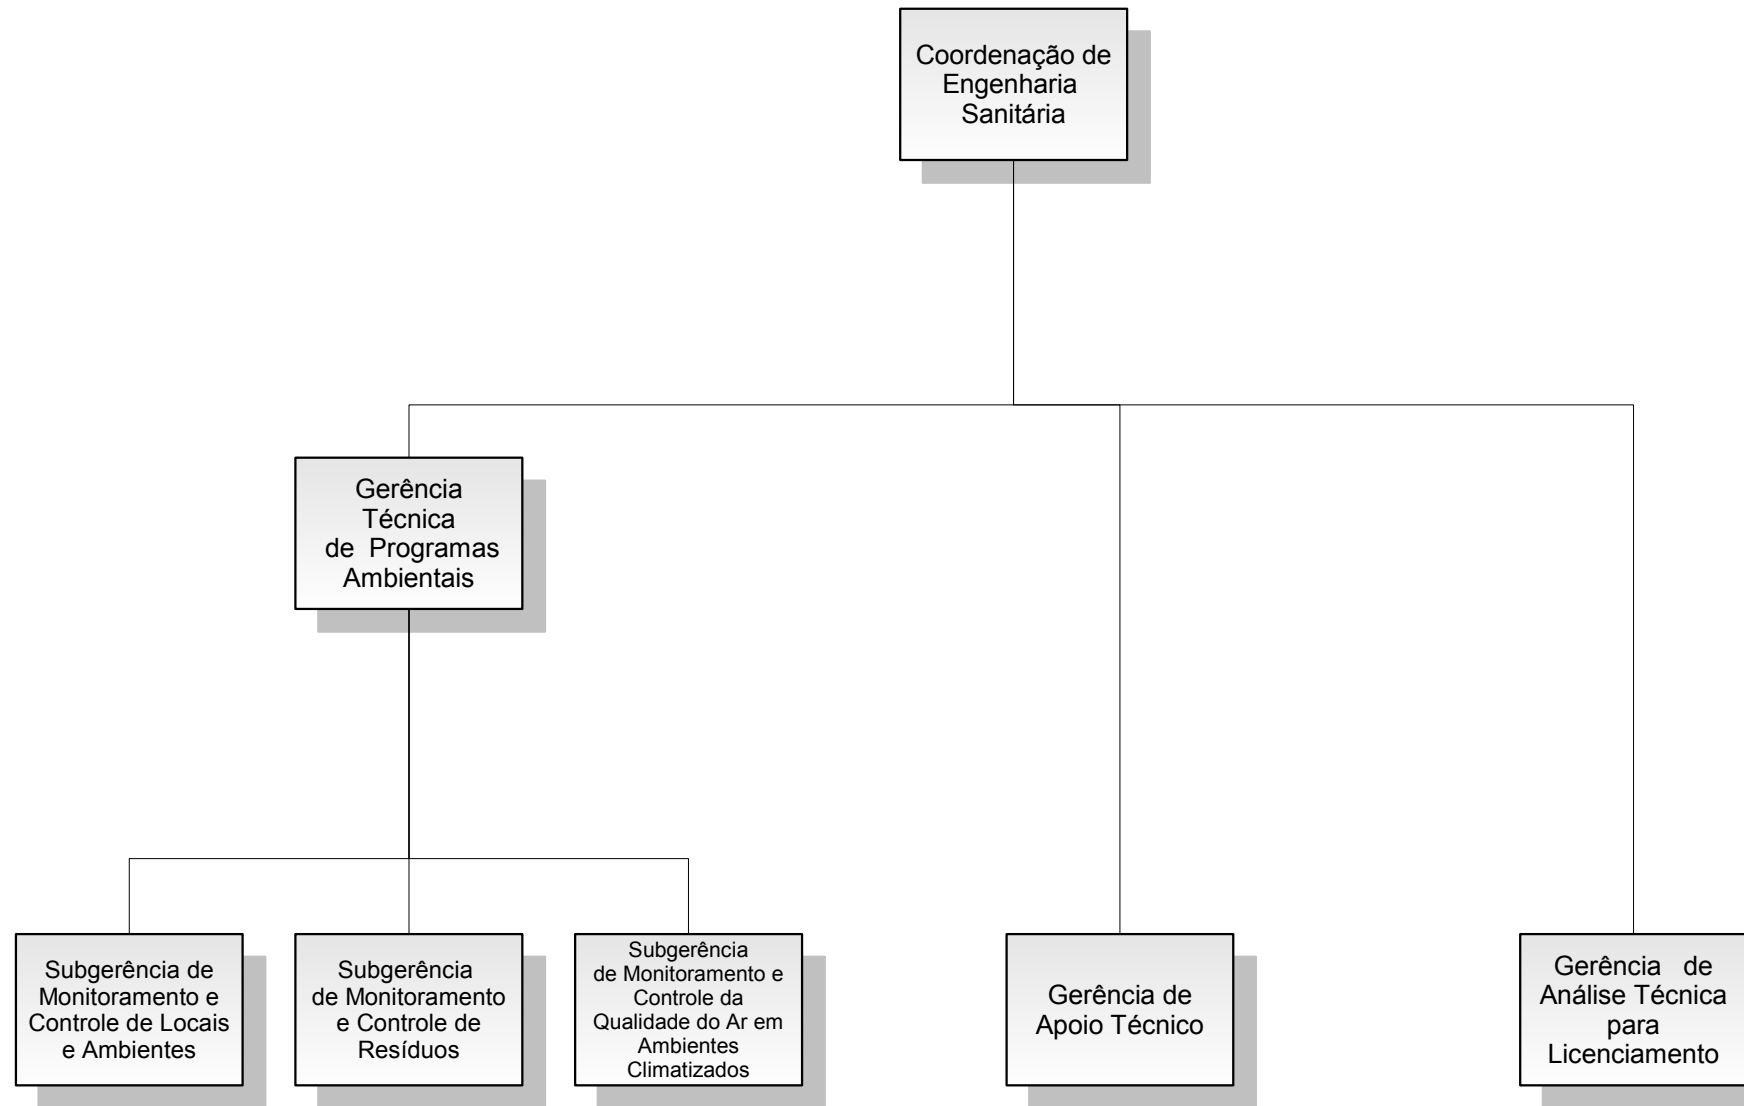 Coordenação de
Engenharia
Sanitária
Gerência
Técnica
de Programas
Ambientais
Subgerência de
Monitoramento e
Controle de Locais
e Ambientes
Subgerência
de Monitoramento
e Controle de
Resíduos
Subgerência
de Monitoramento e
Controle da
Qualidade do Ar em
Ambientes
Climatizados
Gerência de
Apoio Técnico
Gerência de
Análise Técnica
para
Licenciamento